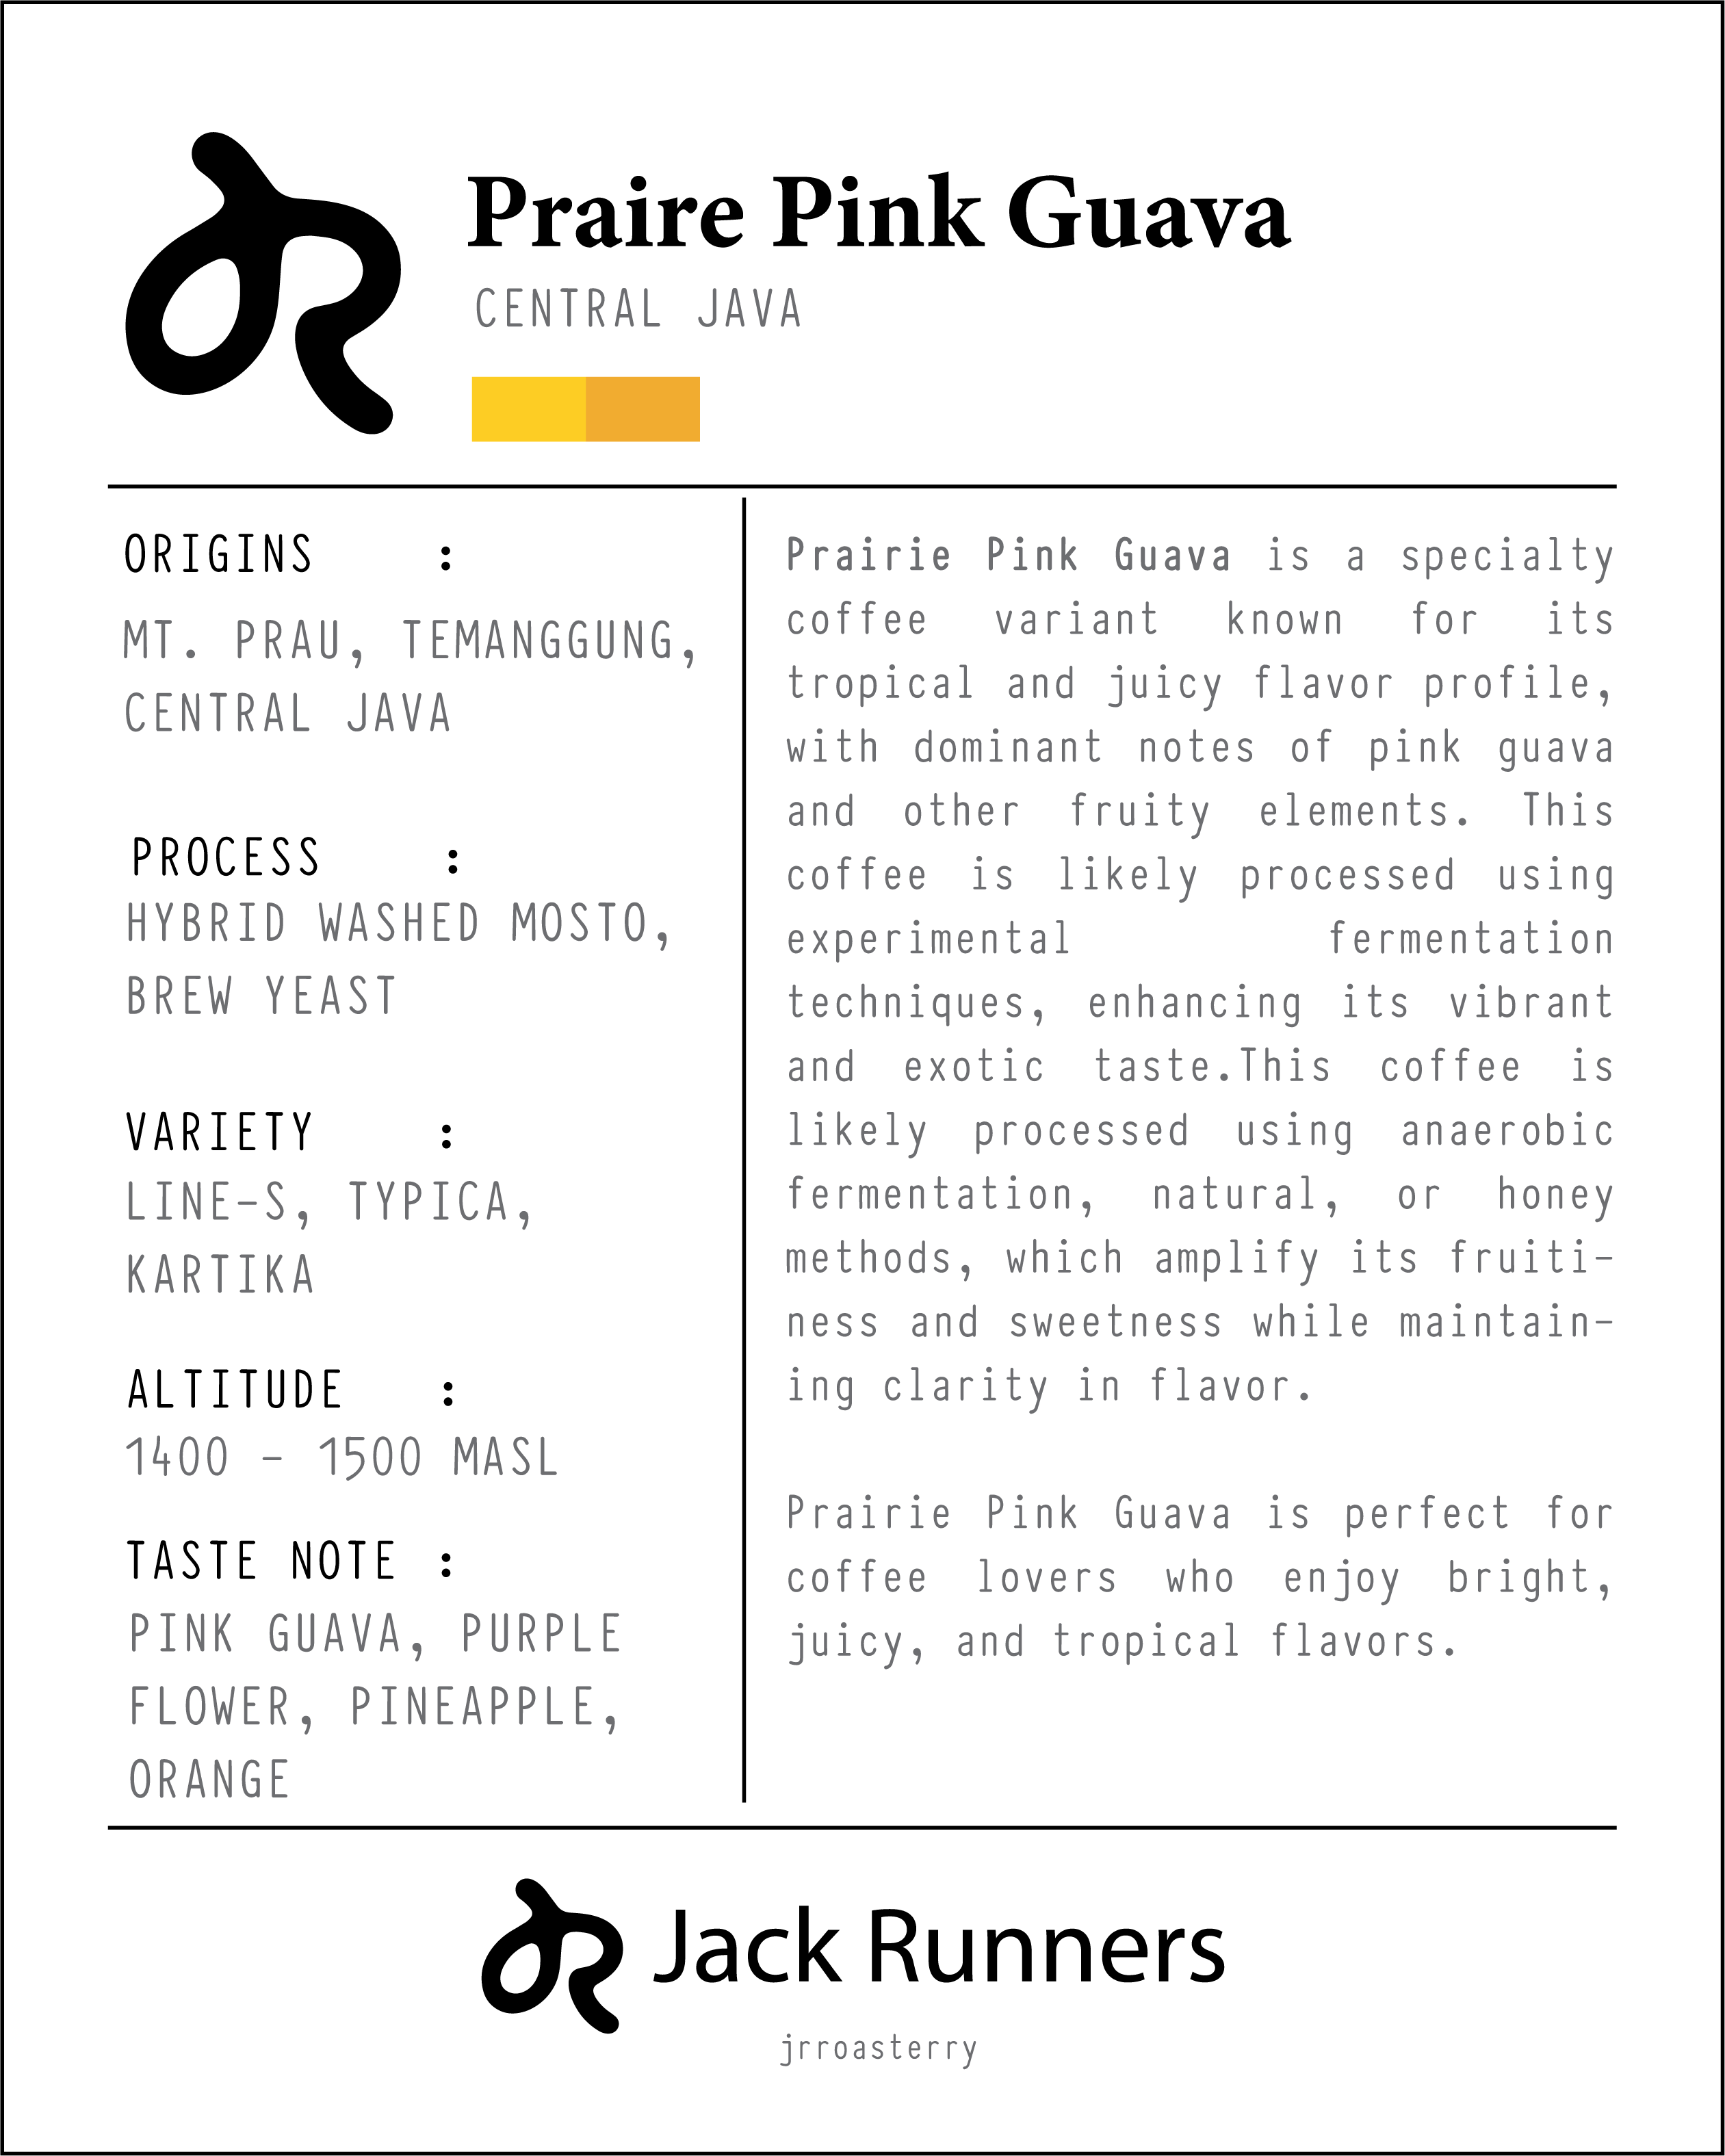 Praire Pink Guava
CENTRAL JAVA
ORIGINS :
MT. PRAU, TEMANGGUNG,
CENTRAL JAVA
PROCESS :
HYBRID WASHED MOSTO,
BREW YEAST
VARIETY :
LINE-S, TYPICA,
KARTIKA
ALTITUDE :
1400 - 1500 MASL
TASTE NOTE :
PINK GUAVA, PURPLE
FLOWER, PINEAPPLE,
ORANGE
Prairie Pink Guava is a specialty
coffee variant known for its
tropical and juicy flavor profile,
with dominant notes of pink guava
and other fruity elements. This
coffee is likely processed using
experimental fermentation
techniques, enhancing its vibrant
and exotic taste.This coffee is
likely processed using anaerobic
fermentation, natural, or honey
methods, which amplify its fruiti-
ness and sweetness while maintain-
ing clarity in flavor.
Prairie Pink Guava is perfect for
coffee lovers who enjoy bright,
juicy, and tropical flavors.
Jack Runners
jrroasterry